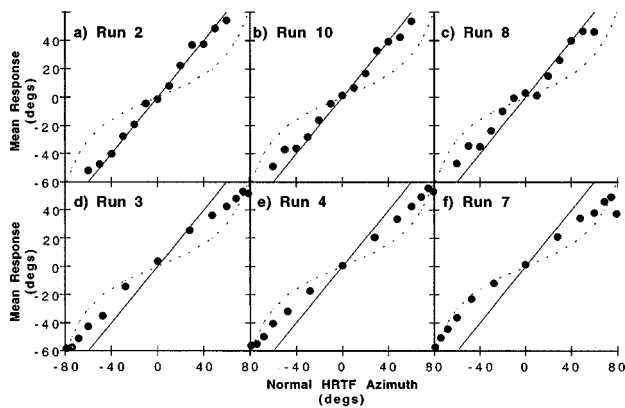 a) Run 2
b) Run 10
c) Run 8
40
20
0
-20
-40
-60
Mean Response
(degs)
d) Run 3
e) Run 4
f) Run 7
40
20
0
-20
-40
-60
Mean Response
(degs)
-80 -40 0 40 80 -40 0 40 80 -40 0 40 80
Normal HRTF Azimuth
(degs)